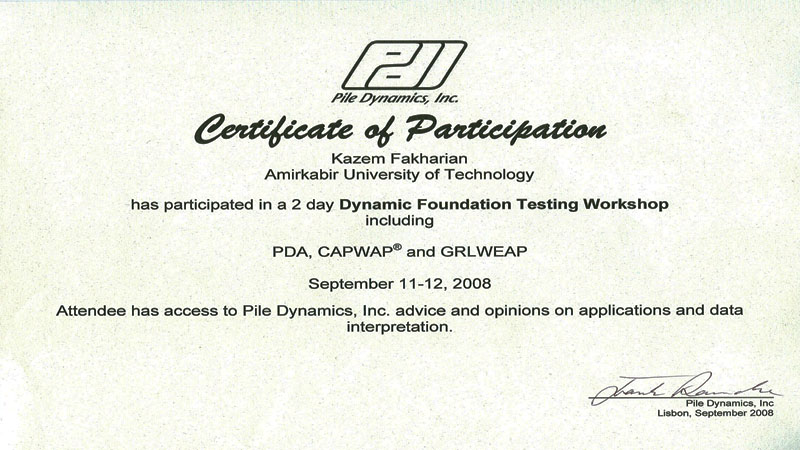 PDI
Pile Dynamics, Inc.
Certificate of Participation
Kazem Fakharian
Amirkabir University of Technology
has participated in a 2 day Dynamic Foundation Testing Workshop
including
PDA, CAPWAP® and GRLWEAP
September 11-12, 2008
Attendee has access to Pile Dynamics, Inc. advice and opinions on applications and data
interpretation.
Pile Dynamics, Inc
Lisbon, September 2008